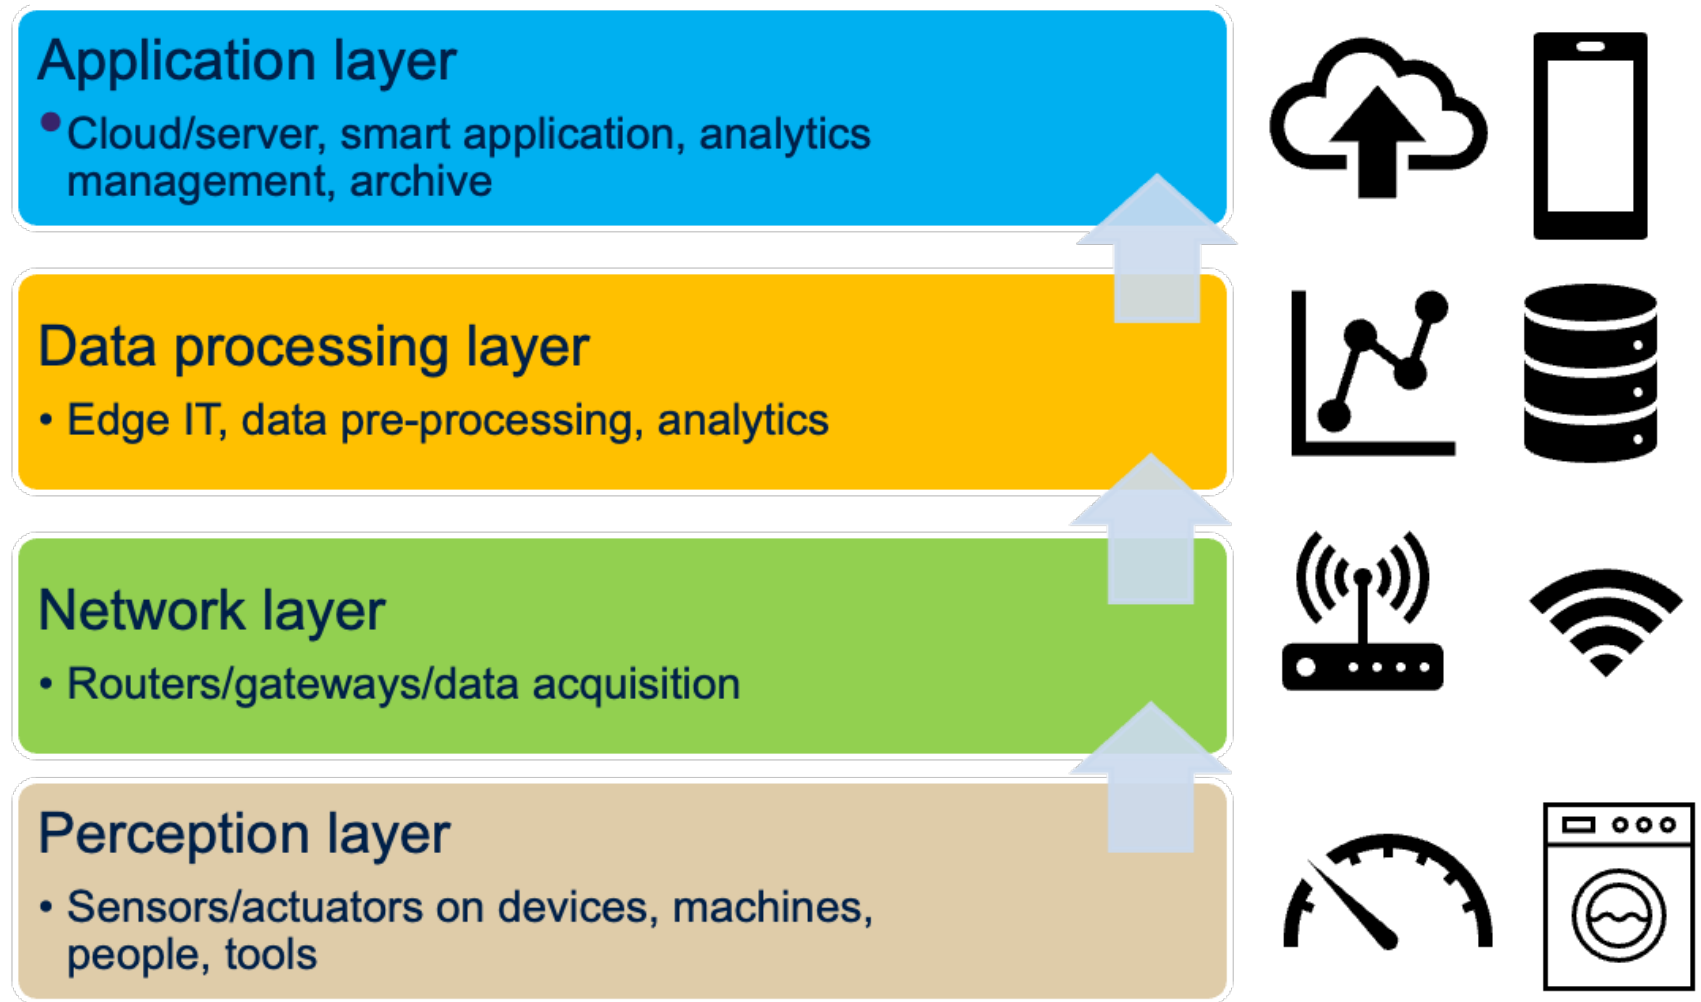 Application layer
• Cloud/server, smart application, analytics
management, archive
Data processing layer
• Edge IT, data pre-processing, analytics
Network layer
• Routers/gateways/data acquisition
Perception layer
• Sensors/actuators on devices, machines,
people, tools